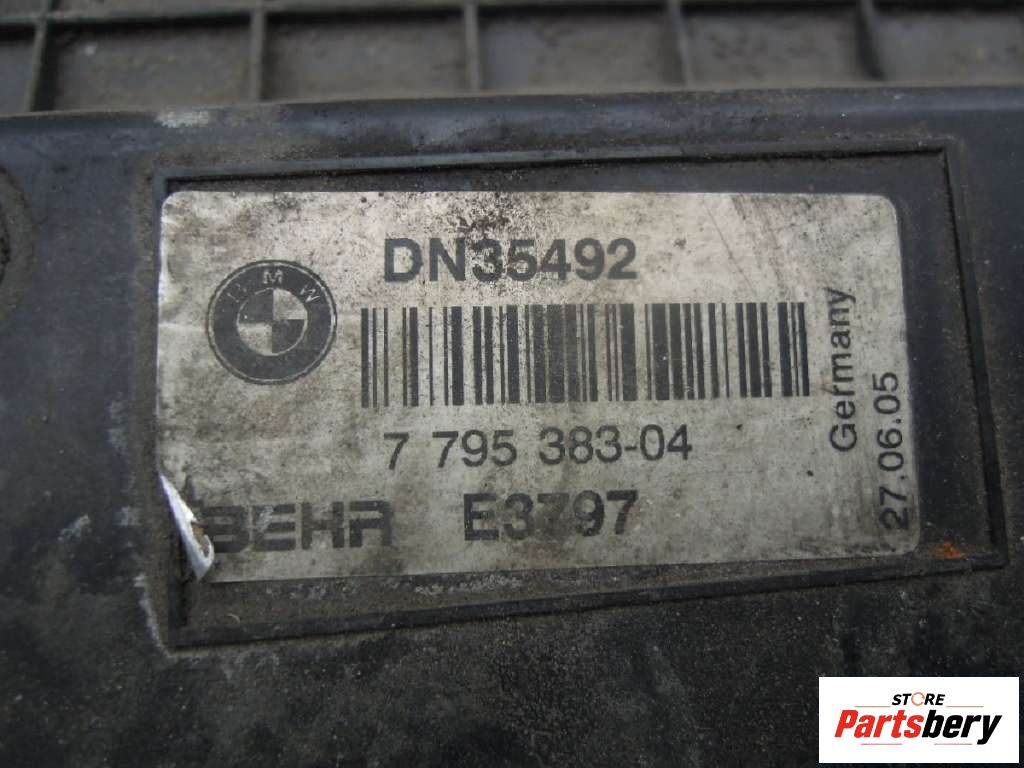 DN35492
BMW
7 795 383-04
BEHR E3797
Germany
27.06.05
STORE
Partsbery